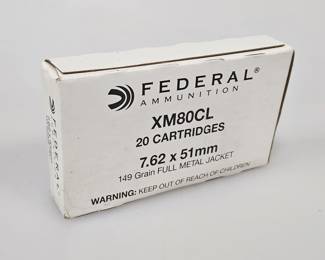 FEDERAL®
AMMUNITION
XM80CL
20 CARTRIDGES
7.62 x 51mm
149 Grain FULL METAL JACKET
WARNING: KEEP OUT OF REACH OF CHILDREN.